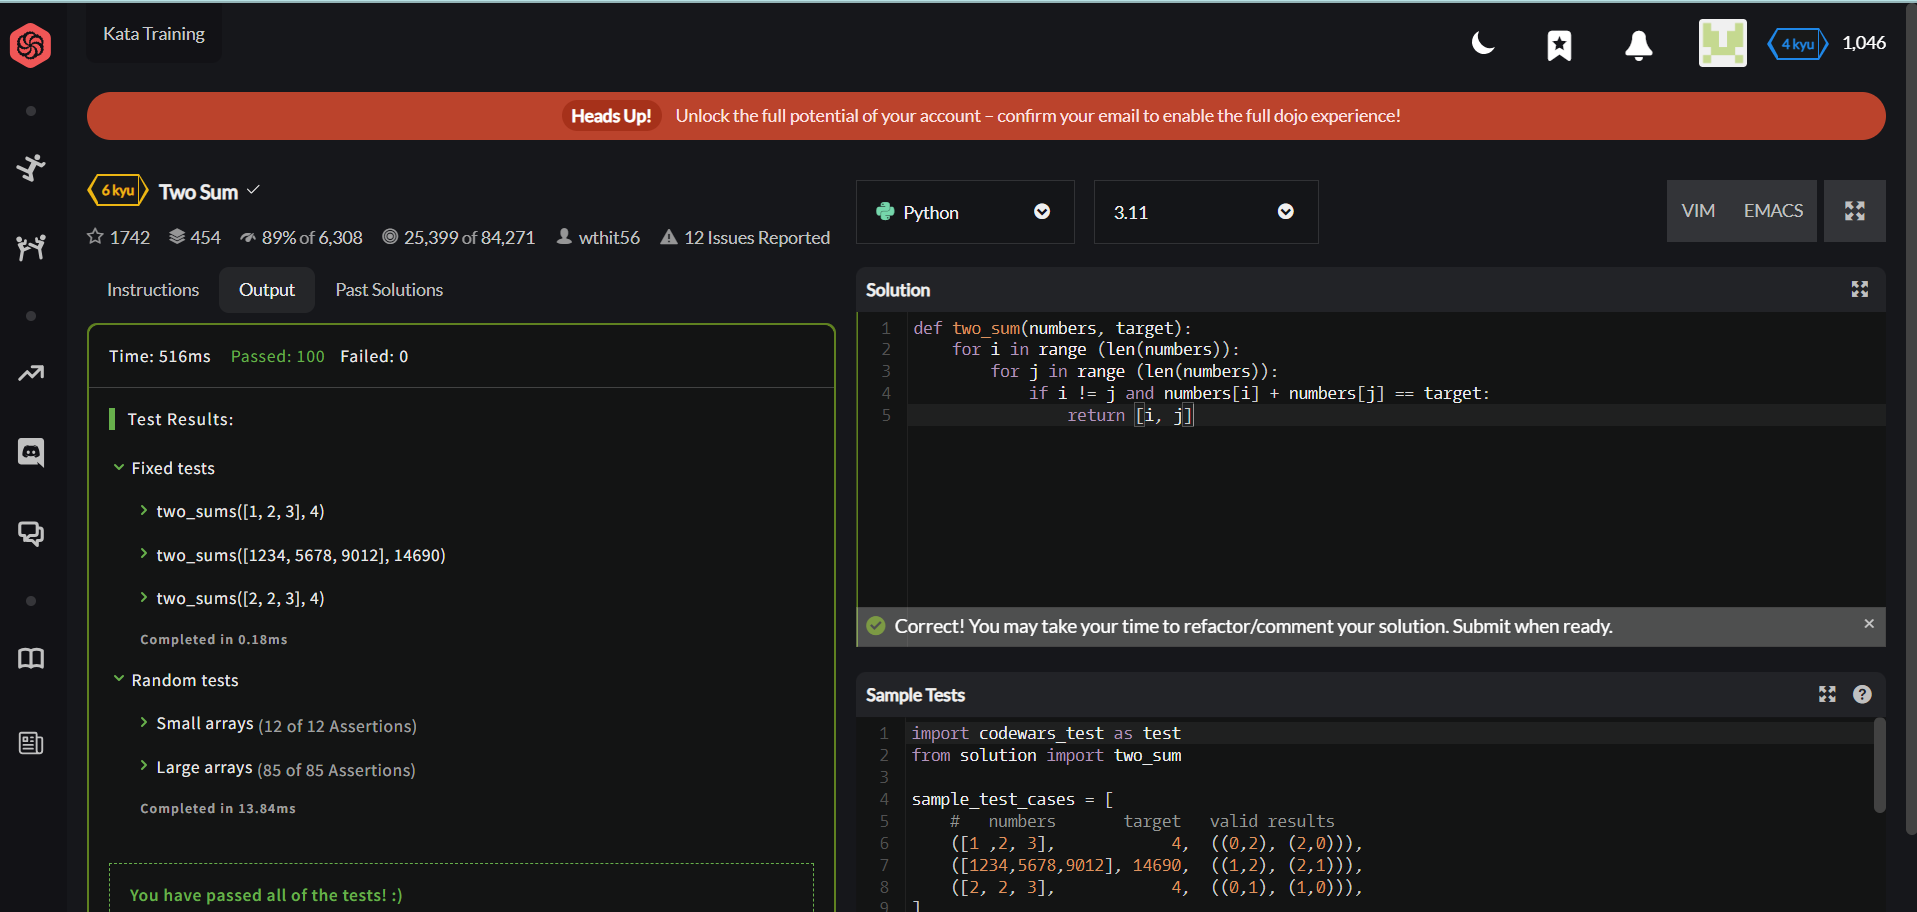 Kata Training
4 kyu 1,046
Heads Up! Unlock the full potential of your account – confirm your email to enable the full dojo experience!
6 kyu Two Sum
1742 454 89% of 6,308 25,399 of 84,271 wthit56 12 Issues Reported
Instructions Output Past Solutions
Time: 516ms Passed: 100 Failed: 0
Test Results:
Fixed tests
two_sums([1, 2, 3], 4)
two_sums([1234, 5678, 9012], 14690)
two_sums([2, 2, 3], 4)
Completed in 0.18ms
Random tests
Small arrays (12 of 12 Assertions)
Large arrays (85 of 85 Assertions)
Completed in 13.84ms
You have passed all of the tests! :)
Python 3.11 VIM EMACS
Solution
1 def two_sum(numbers, target):
2     for i in range (len(numbers)):
3         for j in range (len(numbers)):
4             if i != j and numbers[i] + numbers[j] == target:
5                 return [i, j]
Correct! You may take your time to refactor/comment your solution. Submit when ready. ×
Sample Tests ?
1 import codewars_test as test
2 from solution import two_sum
3
4 sample_test_cases = [
5     #   numbers       target   valid results
6     ([1 ,2, 3],            4,  ((0,2), (2,0))),
7     ([1234,5678,9012], 14690,  ((1,2), (2,1))),
8     ([2, 2, 3],            4,  ((0,1), (1,0))),
9 ]